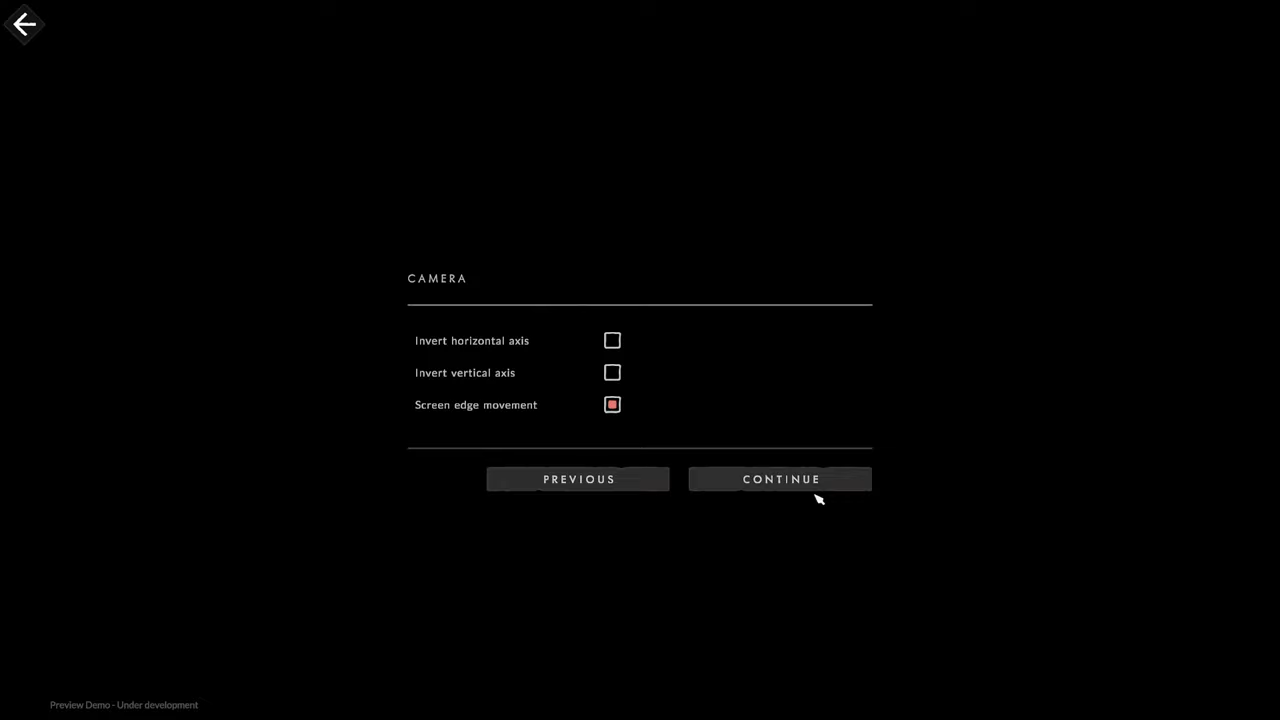 CAMERA
Invert horizontal axis
Invert vertical axis
Screen edge movement
PREVIOUS CONTINUE
Preview Demo - Under development